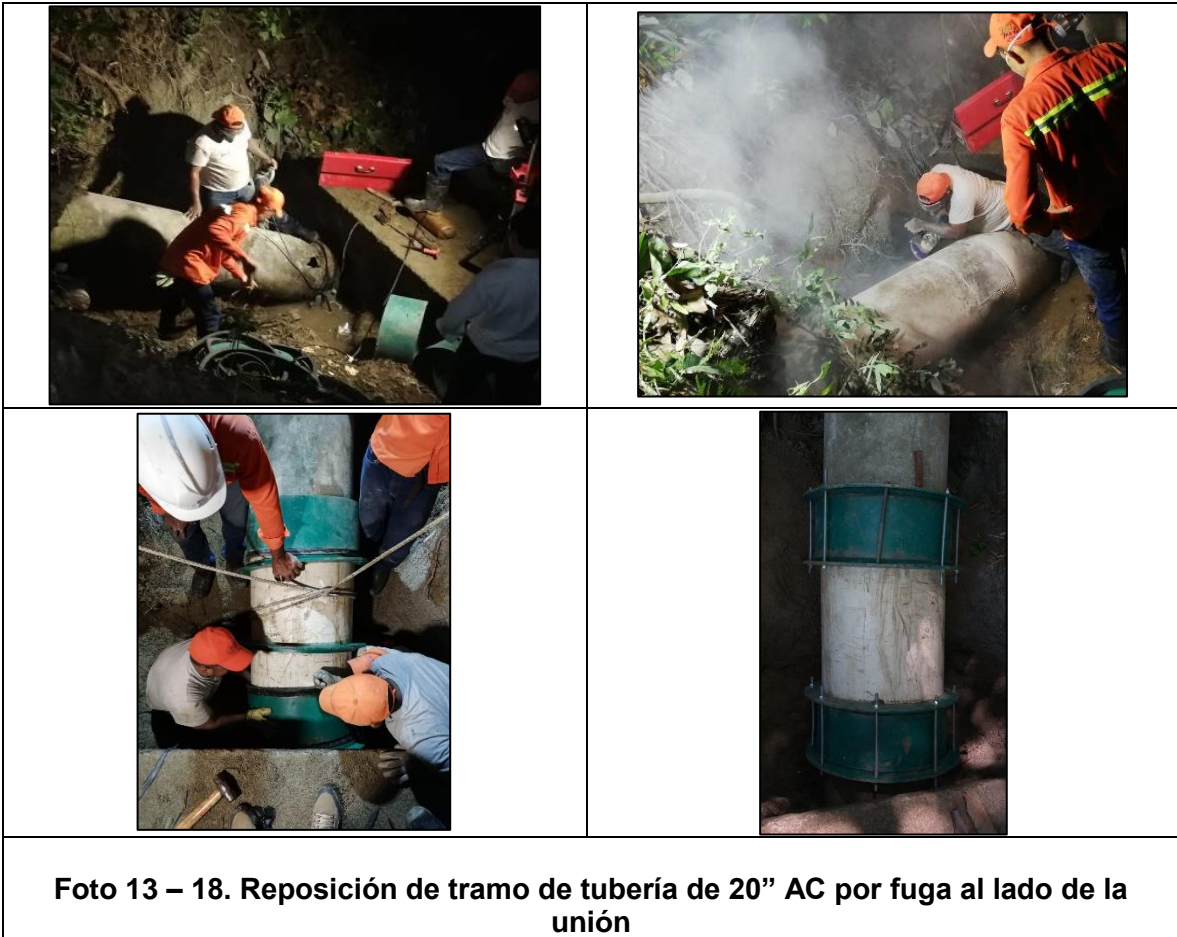 Foto 13 – 18. Reposición de tramo de tubería de 20” AC por fuga al lado de la
unión